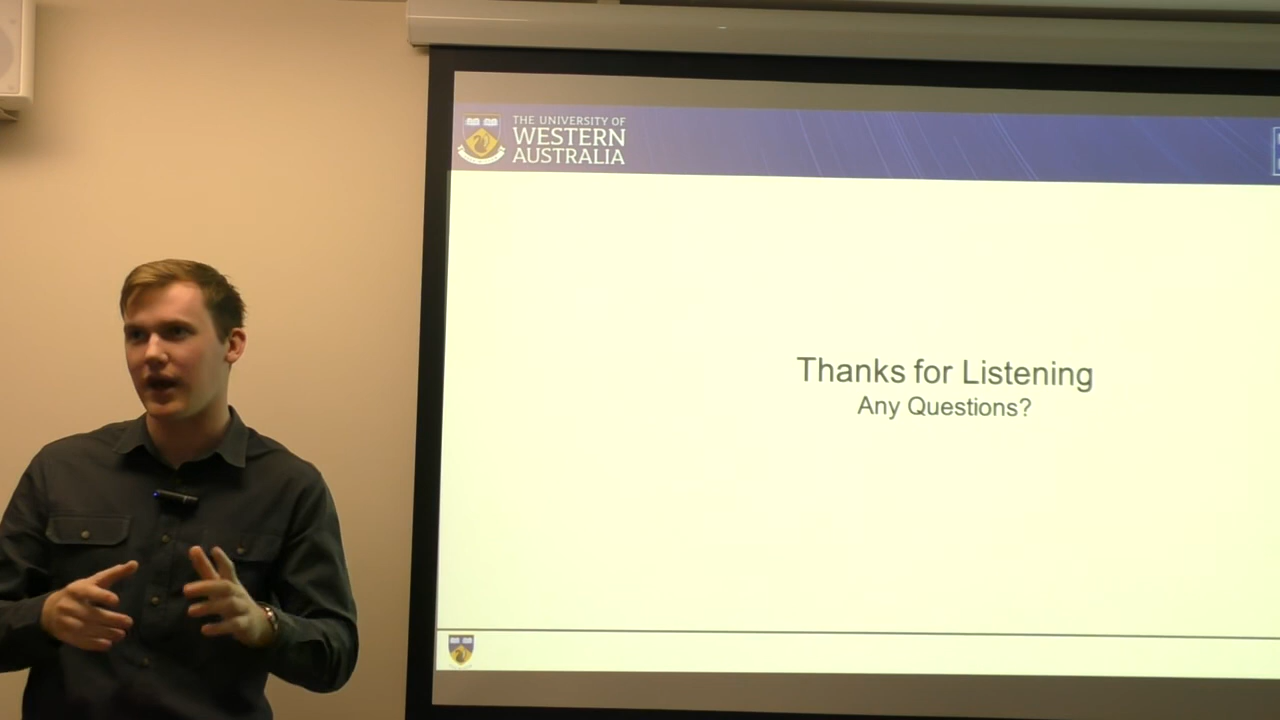 THE UNIVERSITY OF
WESTERN
AUSTRALIA
Thanks for Listening
Any Questions?